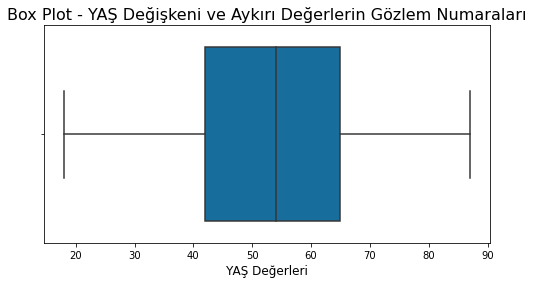 Box Plot - YAŞ Değişkeni ve Aykırı Değerlerin Gözlem Numaraları
20 30 40 50 60 70 80 90
YAŞ Değerleri